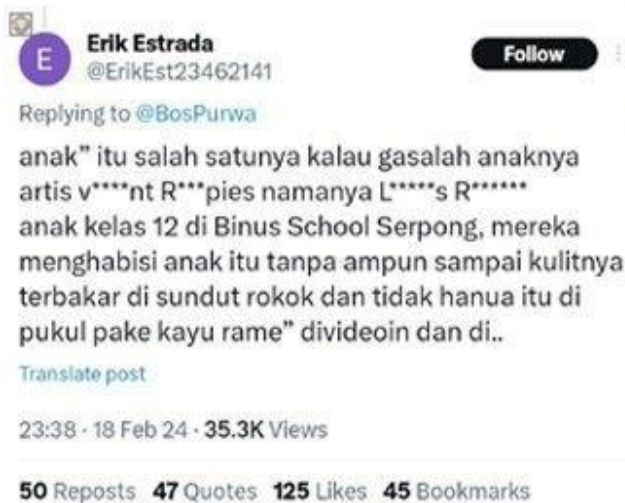 E
Erik Estrada
@ErikEst23462141
Follow
Replying to @BosPurwa
anak” itu salah satunya kalau gasalah anaknya
artis v****nt R***pies namanya L*****s R******
anak kelas 12 di Binus School Serpong, mereka
menghabisi anak itu tanpa ampun sampai kulitnya
terbakar di sundut rokok dan tidak hanua itu di
pukul pake kayu rame” divideoin dan di..
Translate post
23:38 · 18 Feb 24 · 35.3K Views
50 Reposts 47 Quotes 125 Likes 45 Bookmarks